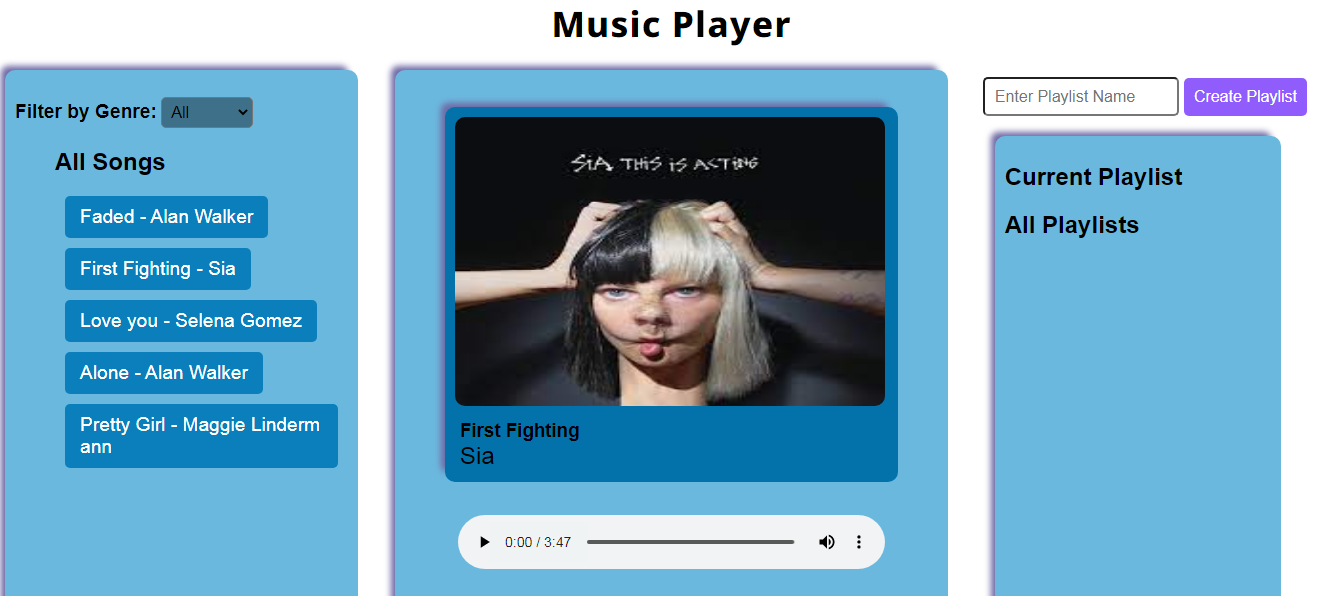 Music Player
Filter by Genre: All
All Songs
Faded - Alan Walker
First Fighting - Sia
Love you - Selena Gomez
Alone - Alan Walker
Pretty Girl - Maggie Linderm
ann
SiA THiS iS ACTiNG
First Fighting
Sia
0:00 / 3:47
Enter Playlist Name
Create Playlist
Current Playlist
All Playlists